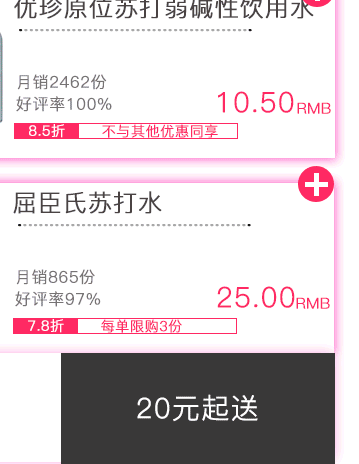 优珍原位苏打弱碱性饮用水
月销2462份
好评率100%
10.50RMB
8.5折 不与其他优惠同享
屈臣氏苏打水
月销865份
好评率97%
25.00RMB
7.8折 每单限购3份
20元起送